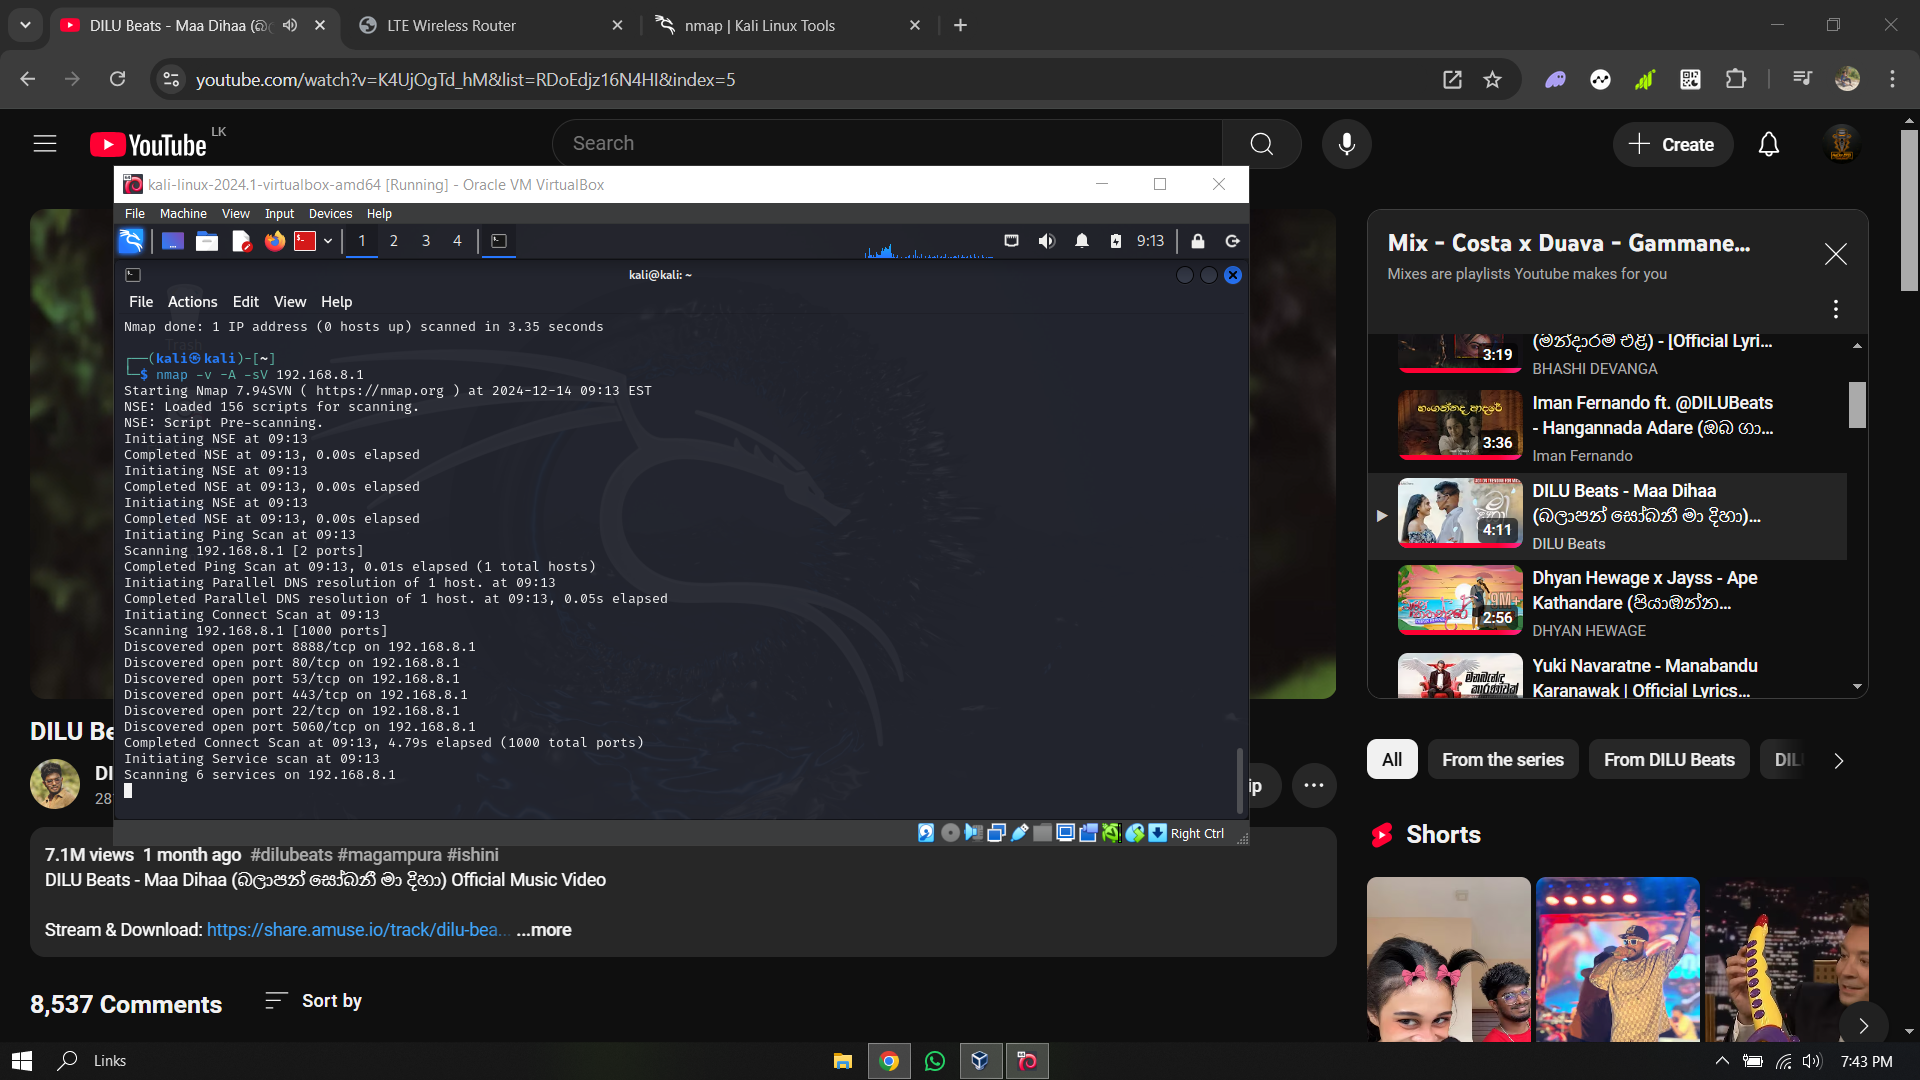 DILU Beats - Maa Dihaa
LTE Wireless Router
nmap | Kali Linux Tools
youtube.com/watch?v=K4UjOgTd_hM&list=RDoEdjz16N4HI&index=5
YouTube LK
Search
Create
kali-linux-2024.1-virtualbox-amd64 [Running] - Oracle VM VirtualBox
File Machine View Input Devices Help
1 2 3 4 9:13
kali@kali: ~
File Actions Edit View Help
Nmap done: 1 IP address (0 hosts up) scanned in 3.35 seconds
Trash
┌──(kali㉿kali)-[~]
└─$ nmap -v -A -sV 192.168.8.1
Starting Nmap 7.94SVN ( https://nmap.org ) at 2024-12-14 09:13 EST
NSE: Loaded 156 scripts for scanning.
NSE: Script Pre-scanning.
Initiating NSE at 09:13
Completed NSE at 09:13, 0.00s elapsed
Initiating NSE at 09:13
Completed NSE at 09:13, 0.00s elapsed
Initiating NSE at 09:13
Completed NSE at 09:13, 0.00s elapsed
Initiating Ping Scan at 09:13
Scanning 192.168.8.1 [2 ports]
Completed Ping Scan at 09:13, 0.01s elapsed (1 total hosts)
Initiating Parallel DNS resolution of 1 host. at 09:13
Completed Parallel DNS resolution of 1 host. at 09:13, 0.05s elapsed
Initiating Connect Scan at 09:13
Scanning 192.168.8.1 [1000 ports]
Discovered open port 8888/tcp on 192.168.8.1
Discovered open port 80/tcp on 192.168.8.1
Discovered open port 53/tcp on 192.168.8.1
Discovered open port 443/tcp on 192.168.8.1
Discovered open port 22/tcp on 192.168.8.1
Discovered open port 5060/tcp on 192.168.8.1
Completed Connect Scan at 09:13, 4.79s elapsed (1000 total ports)
Initiating Service scan at 09:13
Scanning 6 services on 192.168.8.1
Right Ctrl
DILU Be
DI
28
ip
7.1M views 1 month ago #dilubeats #magampura #ishini
DILU Beats - Maa Dihaa (බලාපන් සෝබනී මා දිහා) Official Music Video
Stream & Download: https://share.amuse.io/track/dilu-bea... ...more
8,537 Comments
Sort by
Mix - Costa x Duava - Gammane...
Mixes are playlists Youtube makes for you
3:19
(මන්දාරම් එළි) - [Official Lyri...
BHASHI DEVANGA
හංගන්නද ආදරේ
3:36
Iman Fernando ft. @DILUBeats
- Hangannada Adare (ඔබ ගා...
Iman Fernando
4:11
DILU Beats - Maa Dihaa
(බලාපන් සෝබනී මා දිහා)...
DILU Beats
2:56
Dhyan Hewage x Jayss - Ape
Kathandare (පියාඹන්න...
DHYAN HEWAGE
Yuki Navaratne - Manabandu
Karanawak | Official Lyrics...
All
From the series
From DILU Beats
DIL
Shorts
Links
7:43 PM